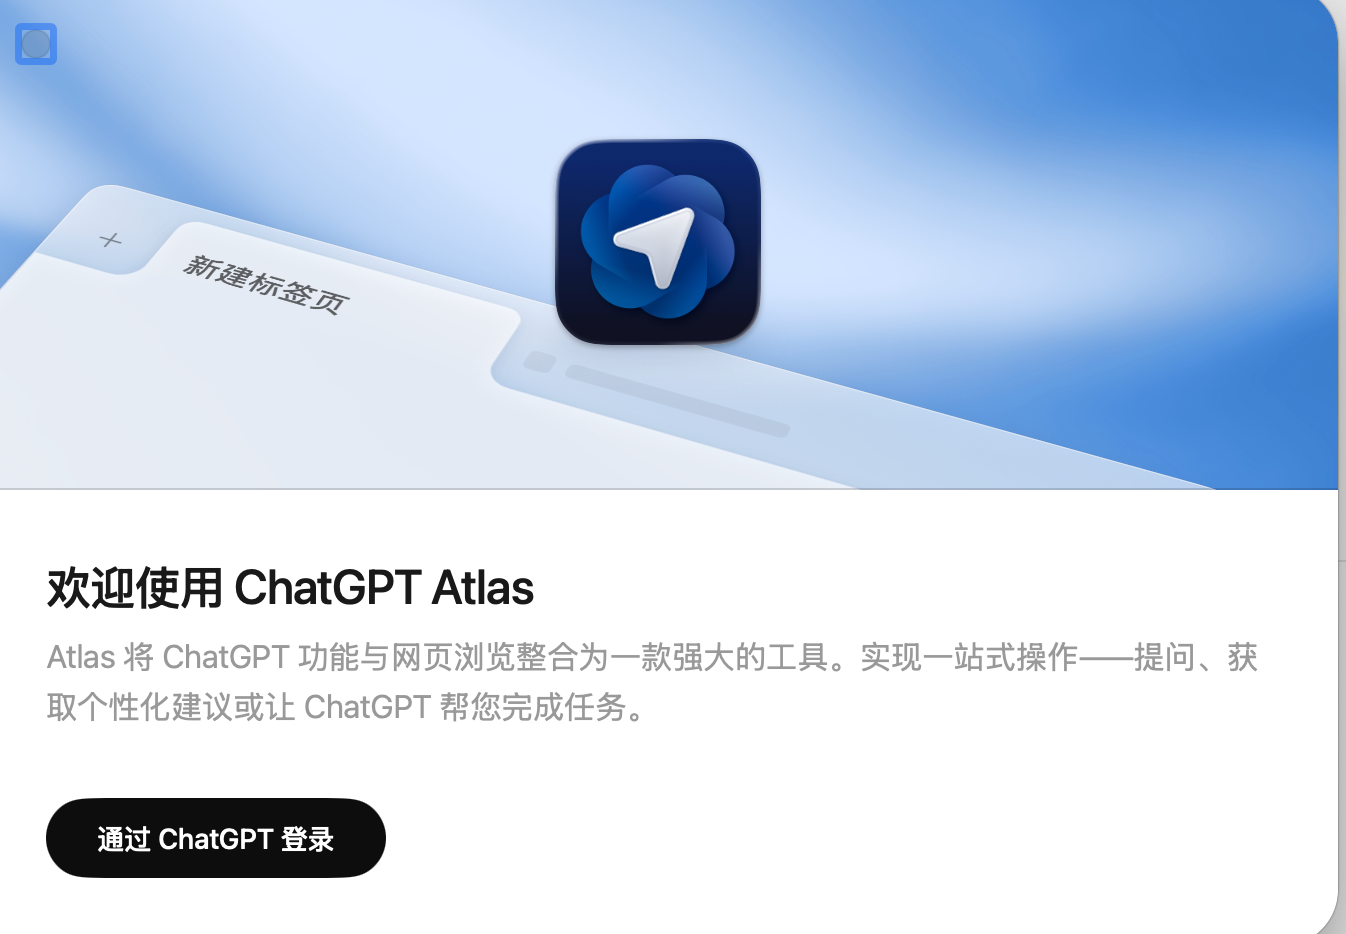 新建标签页
欢迎使用 ChatGPT Atlas
Atlas 将 ChatGPT 功能与网页浏览整合为一款强大的工具。实现一站式操作——提问、获
取个性化建议或让 ChatGPT 帮您完成任务。
通过 ChatGPT 登录